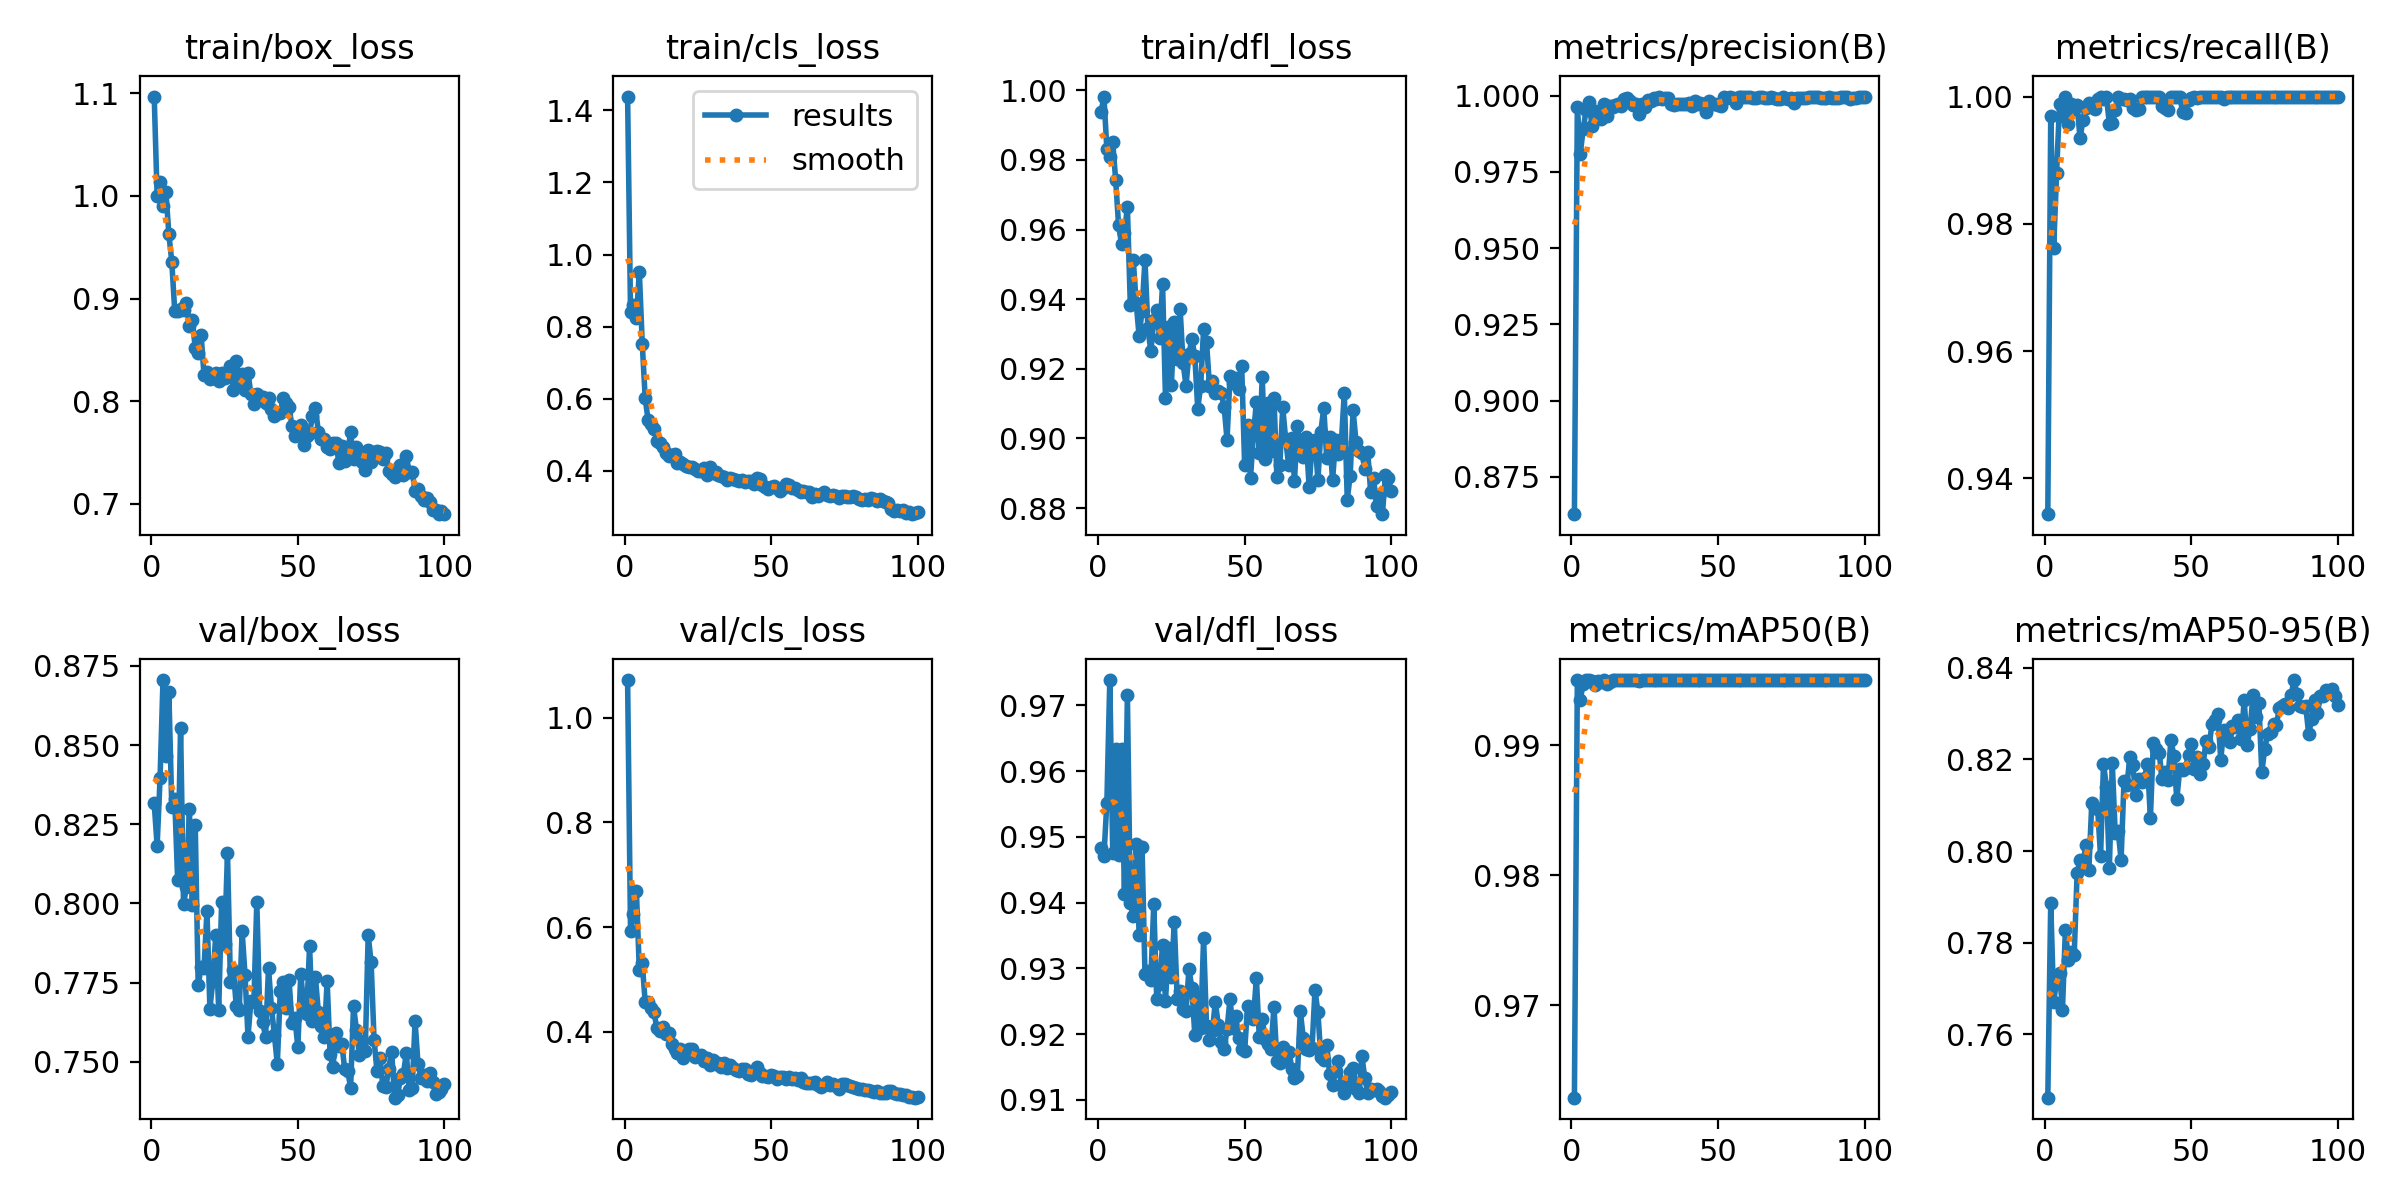 train/box_loss
1.1
1.0
0.9
0.8
0.7
0 50 100
train/cls_loss
results
smooth
1.4
1.2
1.0
0.8
0.6
0.4
0 50 100
train/dfl_loss
1.00
0.98
0.96
0.94
0.92
0.90
0.88
0 50 100
metrics/precision(B)
1.000
0.975
0.950
0.925
0.900
0.875
0 50 100
metrics/recall(B)
1.00
0.98
0.96
0.94
0 50 100
val/box_loss
0.875
0.850
0.825
0.800
0.775
0.750
0 50 100
val/cls_loss
1.0
0.8
0.6
0.4
0 50 100
val/dfl_loss
0.97
0.96
0.95
0.94
0.93
0.92
0.91
0 50 100
metrics/mAP50(B)
0.99
0.98
0.97
0 50 100
metrics/mAP50-95(B)
0.84
0.82
0.80
0.78
0.76
0 50 100